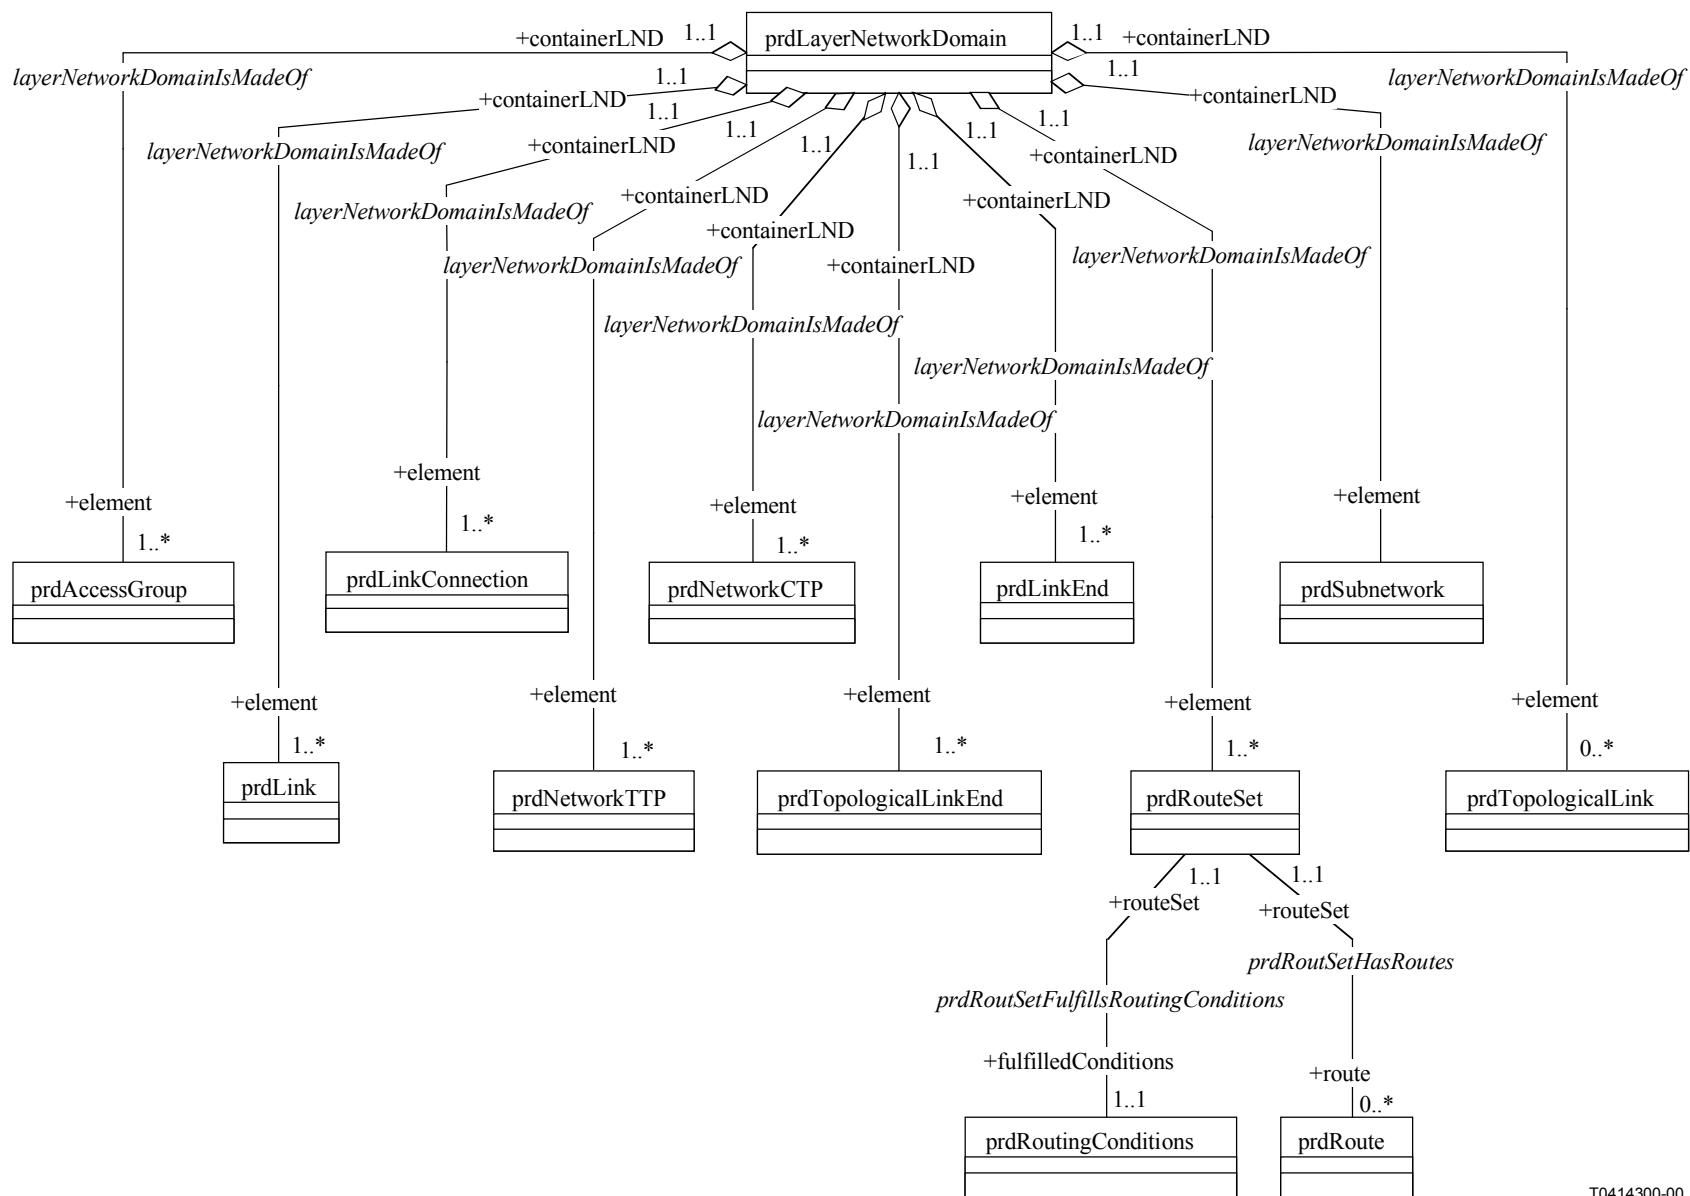 +containerLND 1..1 prdLayerNetworkDomain 1..1 +containerLND
layerNetworkDomainIsMadeOf 1..1 1..1 layerNetworkDomainIsMadeOf
+containerLND 1..1 +containerLND
1..1 1..1 1..1
layerNetworkDomainIsMadeOf +containerLND 1..1 1..1 +containerLND layerNetworkDomainIsMadeOf
+containerLND +containerLND
layerNetworkDomainIsMadeOf
+containerLND
layerNetworkDomainIsMadeOf +containerLND layerNetworkDomainIsMadeOf
layerNetworkDomainIsMadeOf
layerNetworkDomainIsMadeOf
layerNetworkDomainIsMadeOf
+element
+element +element +element +element
1..* 1..*
1..* 1..* 1..*
prdAccessGroup prdLinkConnection prdNetworkCTP prdLinkEnd prdSubnetwork
+element +element +element +element +element
1..* 1..* 1..* 1..* 0..*
prdLink prdNetworkTTP prdTopologicalLinkEnd prdRouteSet prdTopologicalLink
1..1 1..1
+routeSet +routeSet
prdRoutSetHasRoutes
prdRoutSetFulfillsRoutingConditions
+fulfilledConditions +route
1..1 0..*
prdRoutingConditions prdRoute
T0414300-00